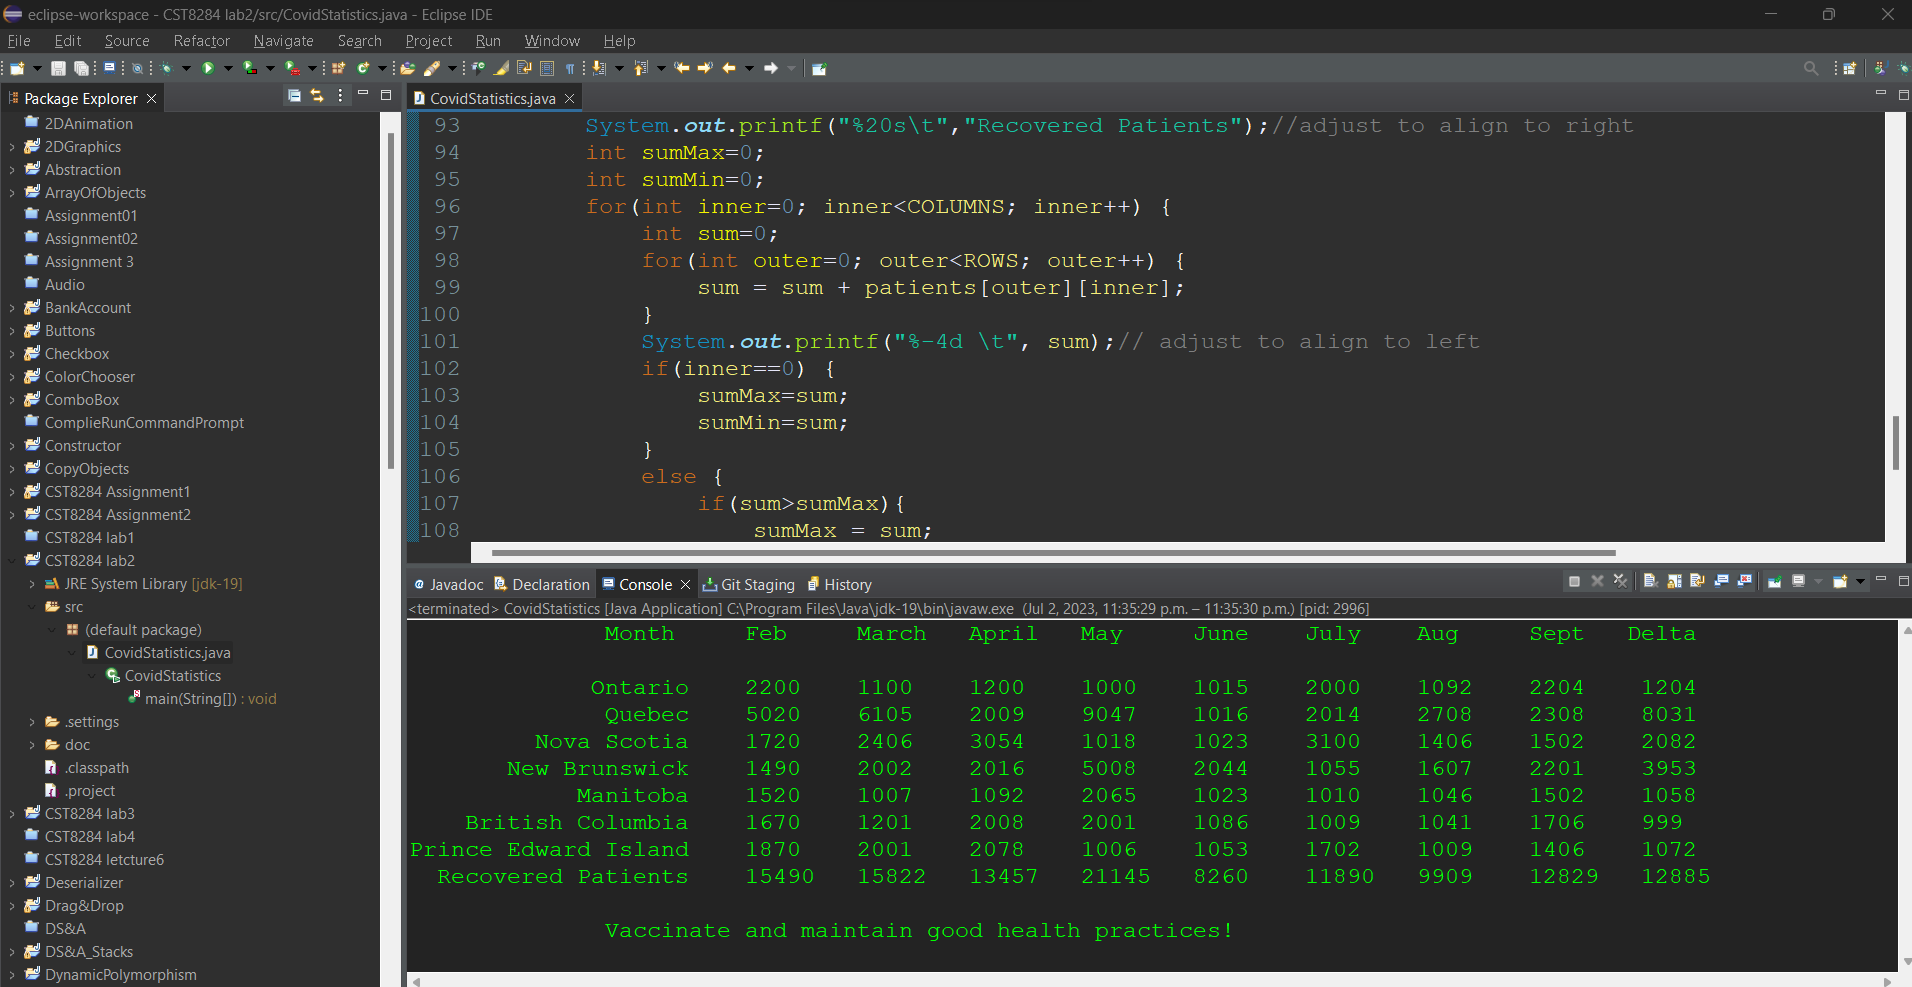 eclipse-workspace - CST8284 lab2/src/CovidStatistics.java - Eclipse IDE
File Edit Source Refactor Navigate Search Project Run Window Help
Package Explorer
2DAnimation
2DGraphics
Abstraction
ArrayOfObjects
Assignment01
Assignment02
Assignment 3
Audio
BankAccount
Buttons
Checkbox
ColorChooser
ComboBox
ComplieRunCommandPrompt
Constructor
CopyObjects
CST8284 Assignment1
CST8284 Assignment2
CST8284 lab1
CST8284 lab2
JRE System Library [jdk-19]
src
(default package)
CovidStatistics.java
CovidStatistics
main(String[]) : void
.settings
doc
.classpath
.project
CST8284 lab3
CST8284 lab4
CST8284 letcture6
Deserializer
Drag&Drop
DS&A
DS&A_Stacks
DynamicPolymorphism
CovidStatistics.java
93 System.out.printf("%20s\t","Recovered Patients");//adjust to align to right
94 int sumMax=0;
95 int sumMin=0;
96 for(int inner=0; inner<COLUMNS; inner++) {
97 int sum=0;
98 for(int outer=0; outer<ROWS; outer++) {
99 sum = sum + patients[outer][inner];
100 }
101 System.out.printf("%-4d \t", sum);// adjust to align to left
102 if(inner==0) {
103 sumMax=sum;
104 sumMin=sum;
105 }
106 else {
107 if(sum>sumMax){
108 sumMax = sum;
@ Javadoc Declaration Console Git Staging History
<terminated> CovidStatistics [Java Application] C:\Program Files\Java\jdk-19\bin\javaw.exe (Jul 2, 2023, 11:35:29 p.m. – 11:35:30 p.m.) [pid: 2996]
Month Feb March April May June July Aug Sept Delta
Ontario 2200 1100 1200 1000 1015 2000 1092 2204 1204
Quebec 5020 6105 2009 9047 1016 2014 2708 2308 8031
Nova Scotia 1720 2406 3054 1018 1023 3100 1406 1502 2082
New Brunswick 1490 2002 2016 5008 2044 1055 1607 2201 3953
Manitoba 1520 1007 1092 2065 1023 1010 1046 1502 1058
British Columbia 1670 1201 2008 2001 1086 1009 1041 1706 999
Prince Edward Island 1870 2001 2078 1006 1053 1702 1009 1406 1072
Recovered Patients 15490 15822 13457 21145 8260 11890 9909 12829 12885
Vaccinate and maintain good health practices!